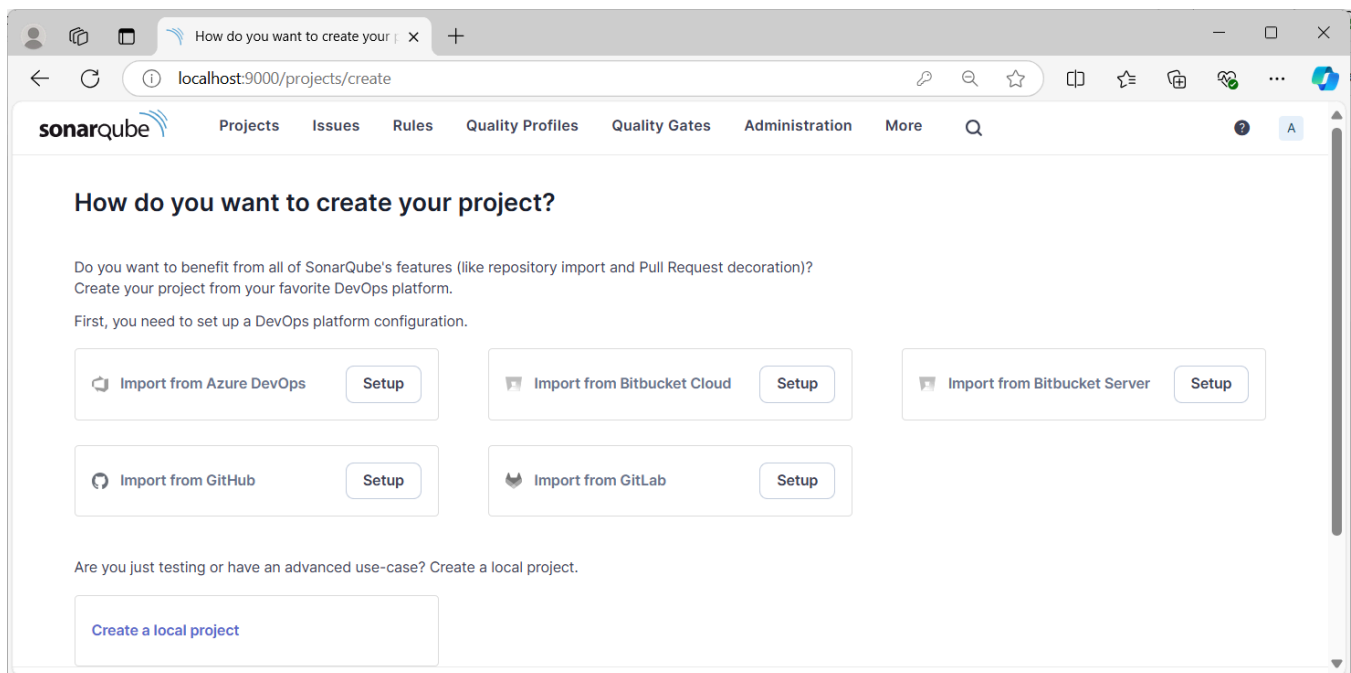 How do you want to create your p
localhost:9000/projects/create
sonarqube Projects Issues Rules Quality Profiles Quality Gates Administration More ? A
How do you want to create your project?
Do you want to benefit from all of SonarQube's features (like repository import and Pull Request decoration)?
Create your project from your favorite DevOps platform.
First, you need to set up a DevOps platform configuration.
Import from Azure DevOps Setup Import from Bitbucket Cloud Setup Import from Bitbucket Server Setup
Import from GitHub Setup Import from GitLab Setup
Are you just testing or have an advanced use-case? Create a local project.
Create a local project